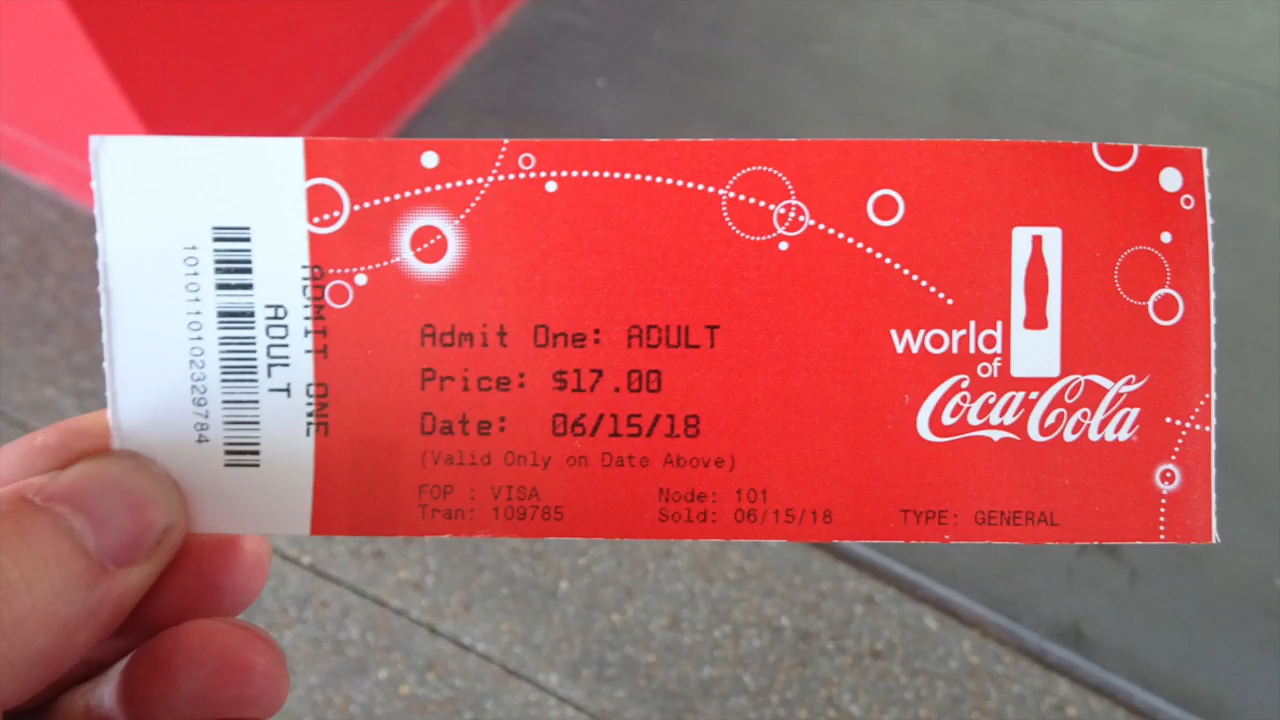 1010110102329784
ADULT
ADMIT ONE
Admit One: ADULT
Price: $17.00
Date: 06/15/18
(Valid Only on Date Above)
FOP : VISA
Node: 101
Tran: 109785
Sold: 06/15/18
TYPE: GENERAL
world
of
Coca-Cola